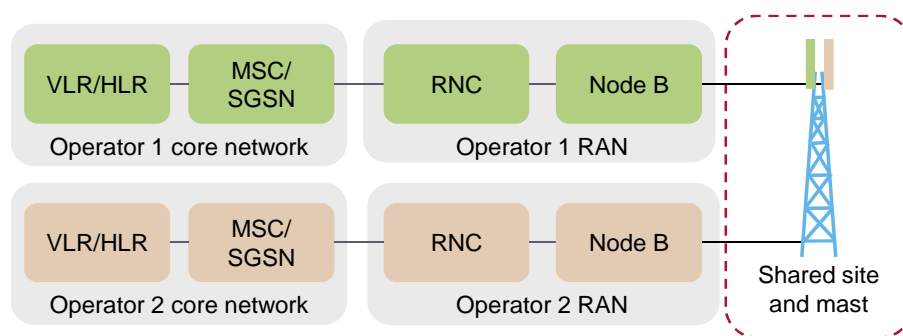 VLR/HLR
MSC/
SGSN
RNC
Node B
Operator 1 core network
Operator 1 RAN
VLR/HLR
MSC/
SGSN
RNC
Node B
Operator 2 core network
Operator 2 RAN
Shared site
and mast